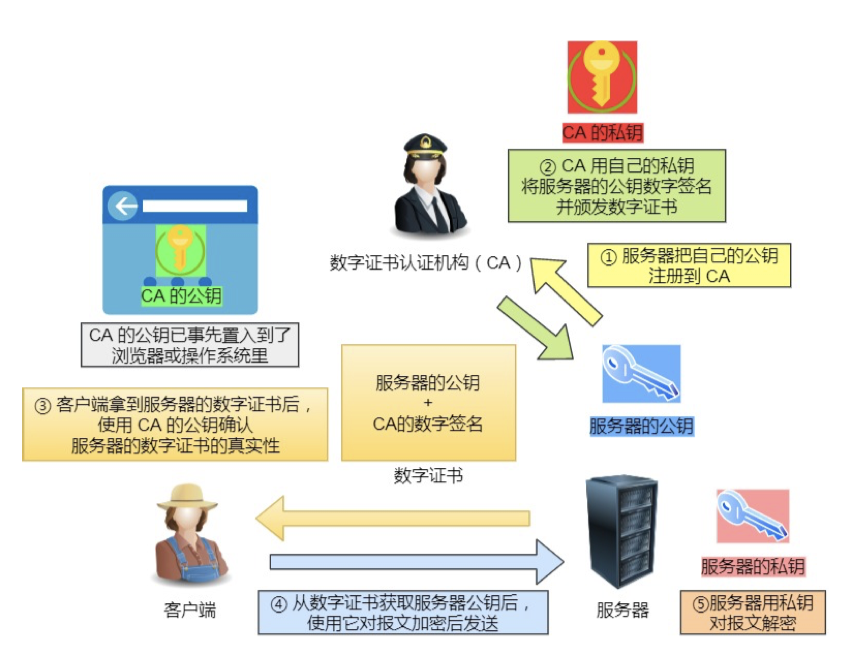 CA 的私钥
② CA 用自己的私钥
将服务器的公钥数字签名
并颁发数字证书
数字证书认证机构（CA）
① 服务器把自己的公钥
注册到 CA
CA 的公钥
CA 的公钥已事先置入到了
浏览器或操作系统里
服务器的公钥
+
CA的数字签名
数字证书
服务器的公钥
③ 客户端拿到服务器的数字证书后，
使用 CA 的公钥确认
服务器的数字证书的真实性
客户端
④ 从数字证书获取服务器公钥后，
使用它对报文加密后发送
服务器
服务器的私钥
⑤服务器用私钥
对报文解密